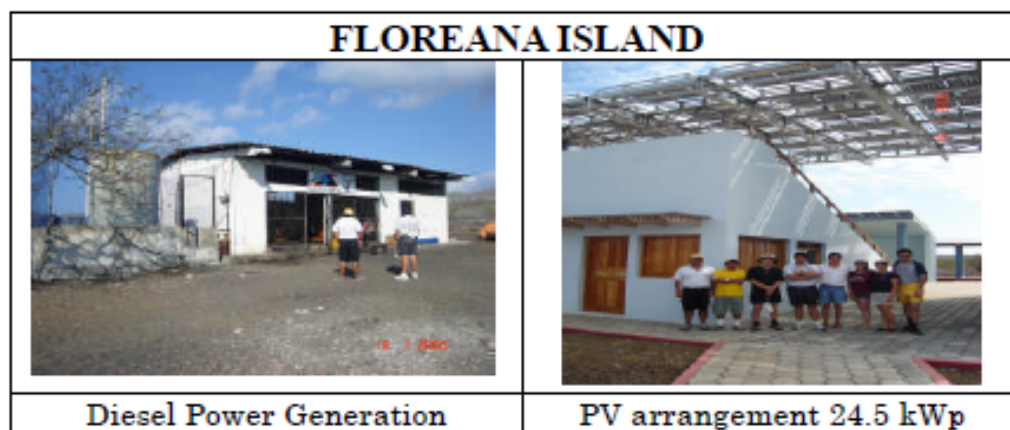 FLOREANA ISLAND
Diesel Power Generation
PV arrangement 24.5 kWp